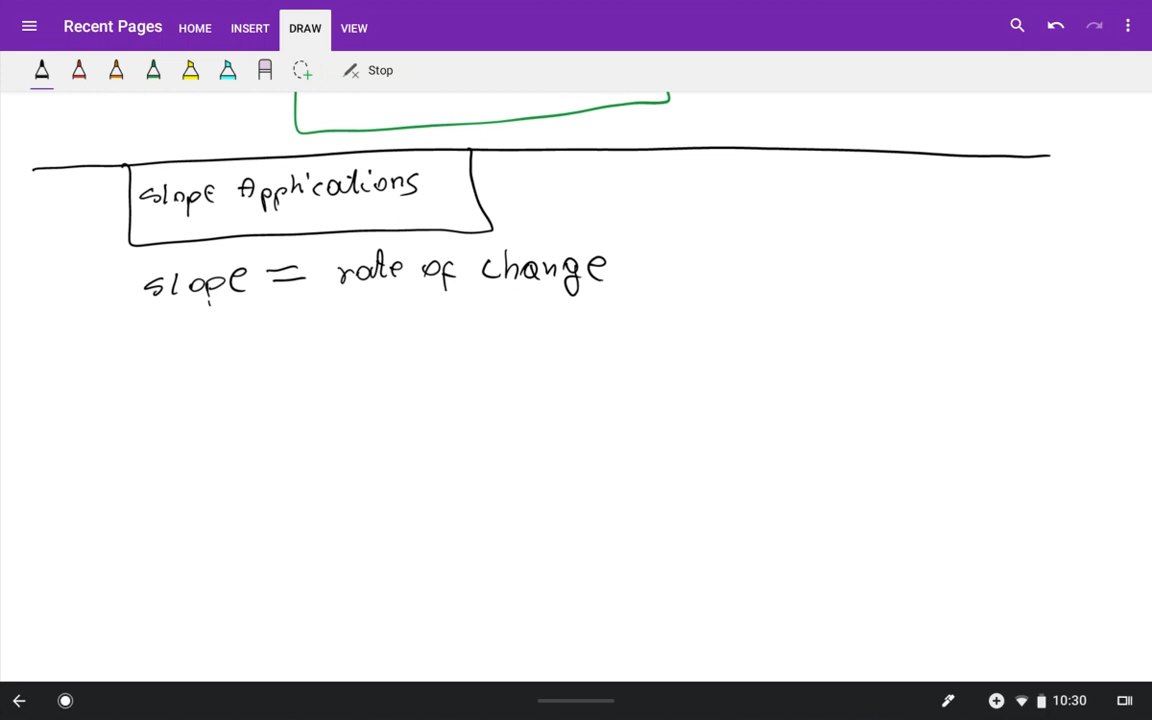 Recent Pages HOME INSERT DRAW VIEW
Stop
Slope Applications
slope = rate of change
10:30